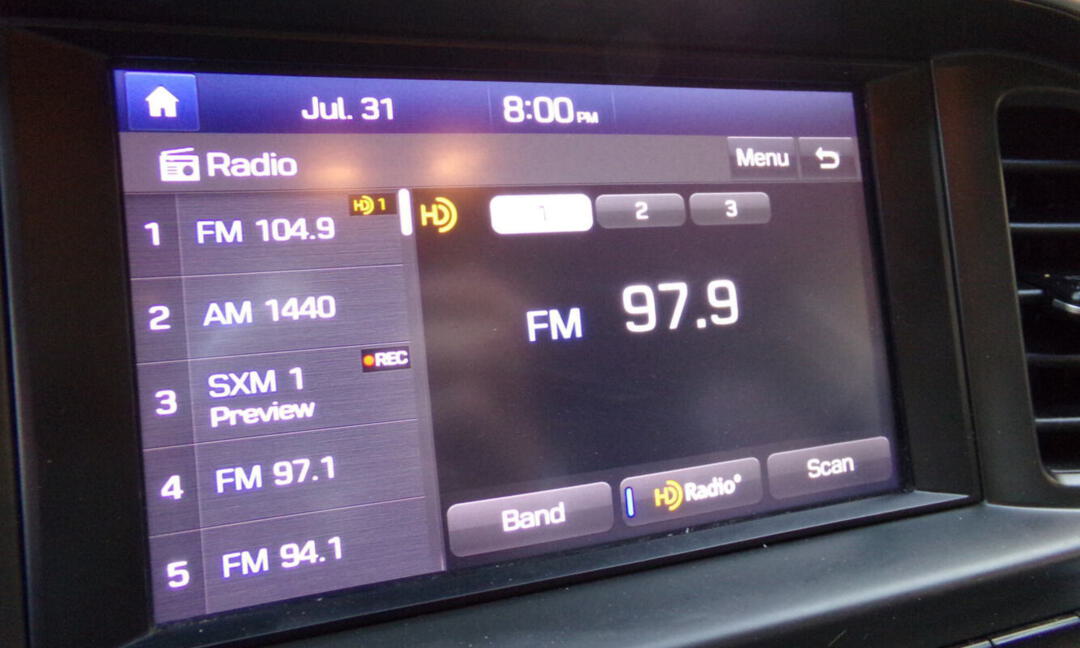 Jul. 31 8:00PM
Radio
Menu
1 FM 104.9 HD 1
2 AM 1440
3 SXM 1 REC
Preview
4 FM 97.1
5 FM 94.1
HD 1 2 3
FM 97.9
Band
HD Radio®
Scan